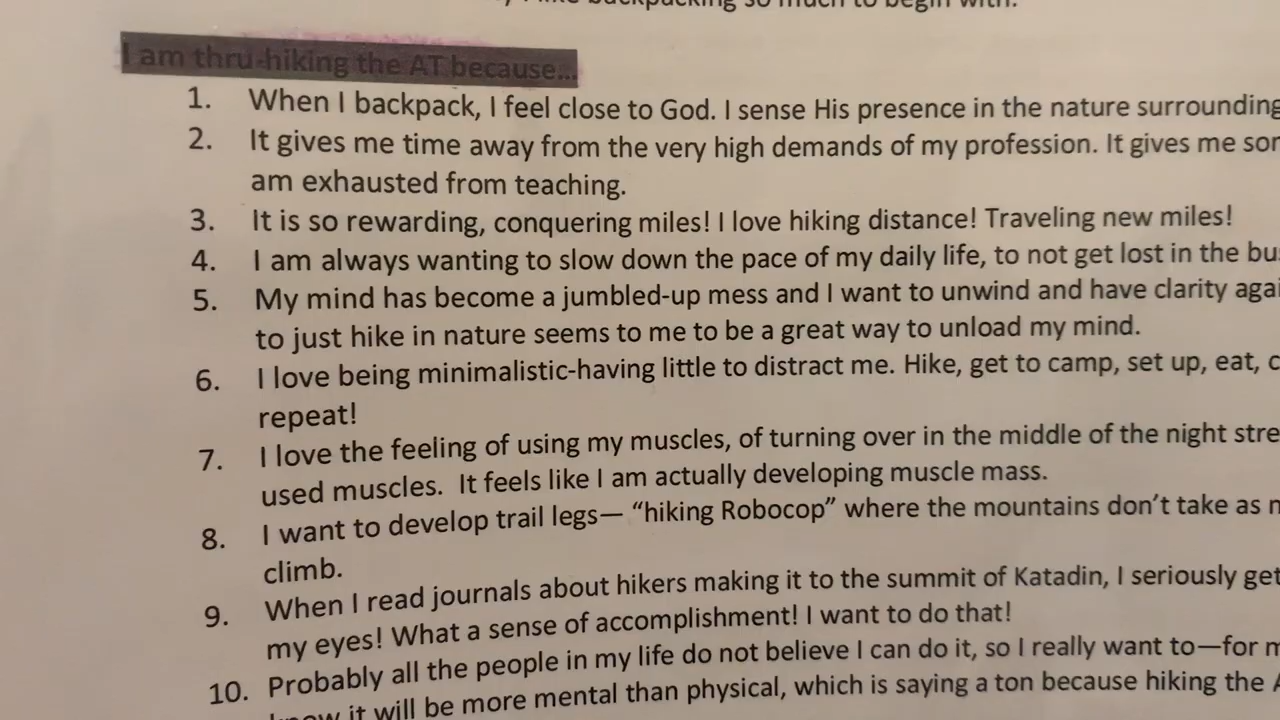 I like backpacking so much to begin with.
I am thru-hiking the AT because...
1. When I backpack, I feel close to God. I sense His presence in the nature surrounding
2. It gives me time away from the very high demands of my profession. It gives me
am exhausted from teaching.
3. It is so rewarding, conquering miles! I love hiking distance! Traveling new miles!
4. I am always wanting to slow down the pace of my daily life, to not get lost in the
5. My mind has become a jumbled-up mess and I want to unwind and have clarity
to just hike in nature seems to me to be a great way to unload my mind.
6. I love being minimalistic-having little to distract me. Hike, get to camp, set up, eat,
repeat!
7. I love the feeling of using my muscles, of turning over in the middle of the night
used muscles. It feels like I am actually developing muscle mass.
8. I want to develop trail legs— “hiking Robocop” where the mountains don’t take as
climb.
9. When I read journals about hikers making it to the summit of Katadin, I seriously get
my eyes! What a sense of accomplishment! I want to do that!
10. Probably all the people in my life do not believe I can do it, so I really want to—for
it will be more mental than physical, which is saying a ton because hiking the